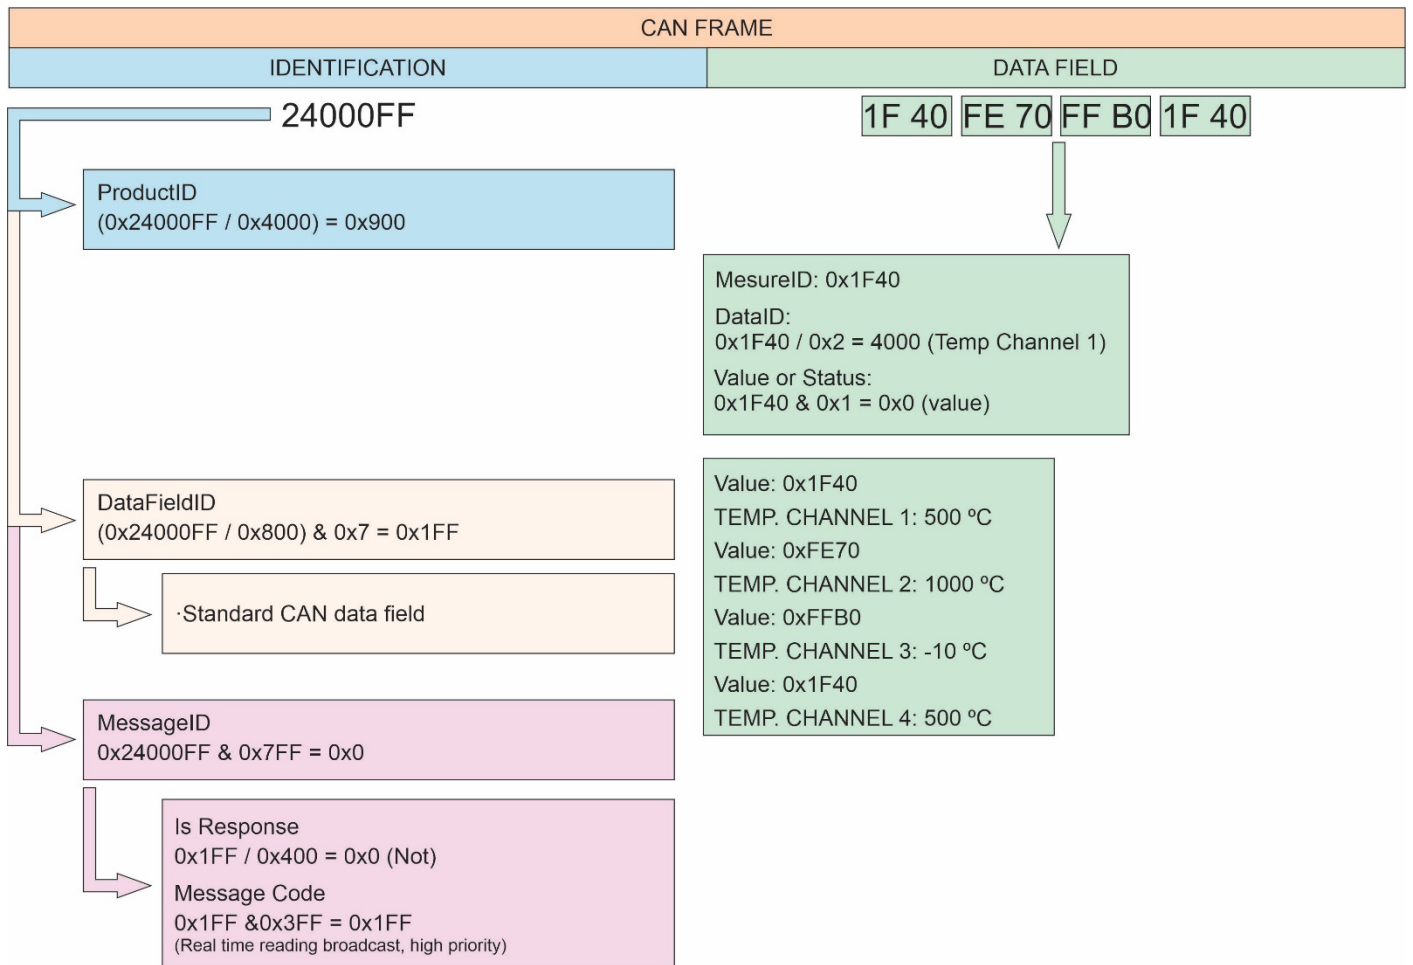 CAN FRAME
IDENTIFICATION
DATA FIELD
24000FF
1F 40 FE 70 FF B0 1F 40
ProductID
(0x24000FF / 0x4000) = 0x900
MesureID: 0x1F40
DataID:
0x1F40 / 0x2 = 4000 (Temp Channel 1)
Value or Status:
0x1F40 & 0x1 = 0x0 (value)
DataFieldID
(0x24000FF / 0x800) & 0x7 = 0x1FF
·Standard CAN data field
Value: 0x1F40
TEMP. CHANNEL 1: 500 ºC
Value: 0xFE70
TEMP. CHANNEL 2: 1000 ºC
Value: 0xFFB0
TEMP. CHANNEL 3: -10 ºC
Value: 0x1F40
TEMP. CHANNEL 4: 500 ºC
MessageID
0x24000FF & 0x7FF = 0x0
Is Response
0x1FF / 0x400 = 0x0 (Not)
Message Code
0x1FF &0x3FF = 0x1FF
(Real time reading broadcast, high priority)